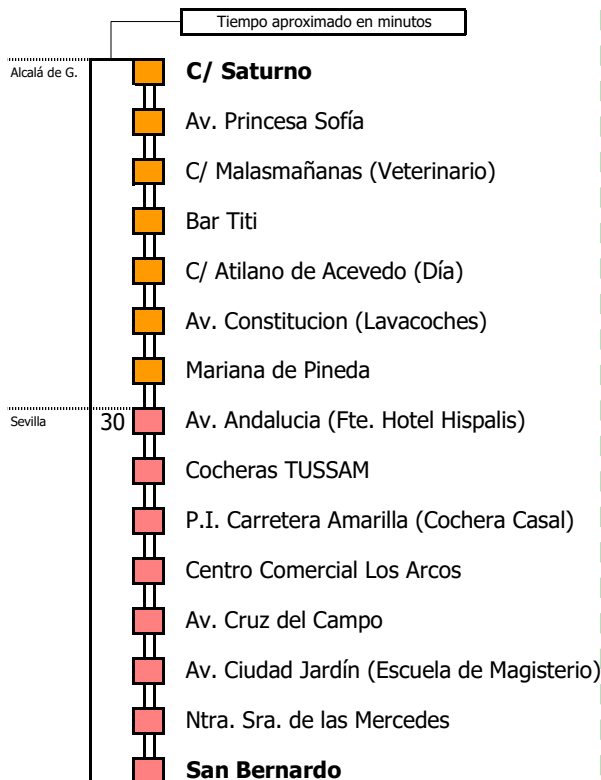 Tiempo aproximado en minutos
Alcalá de G.
C/ Saturno
Av. Princesa Sofía
C/ Malasmañanas (Veterinario)
Bar Titi
C/ Atilano de Acevedo (Día)
Av. Constitucion (Lavacoches)
Mariana de Pineda
Sevilla
30
Av. Andalucia (Fte. Hotel Hispalis)
Cocheras TUSSAM
P.I. Carretera Amarilla (Cochera Casal)
Centro Comercial Los Arcos
Av. Cruz del Campo
Av. Ciudad Jardín (Escuela de Magisterio)
Ntra. Sra. de las Mercedes
San Bernardo